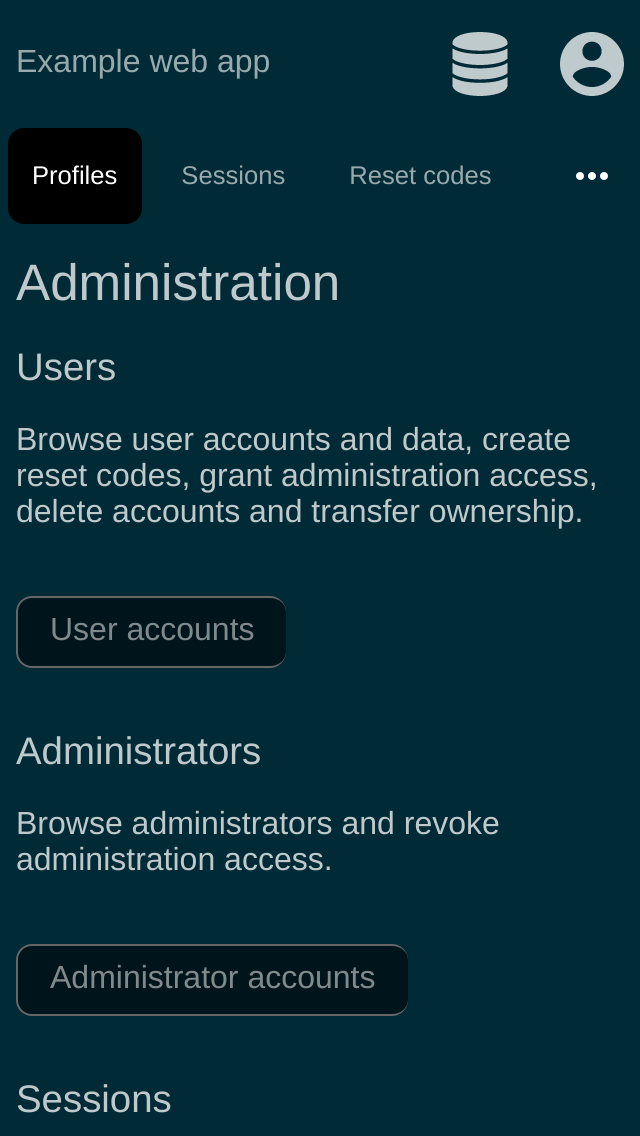 Example web app
Profiles Sessions Reset codes
Administration
Users
Browse user accounts and data, create
reset codes, grant administration access,
delete accounts and transfer ownership.
User accounts
Administrators
Browse administrators and revoke
administration access.
Administrator accounts
Sessions